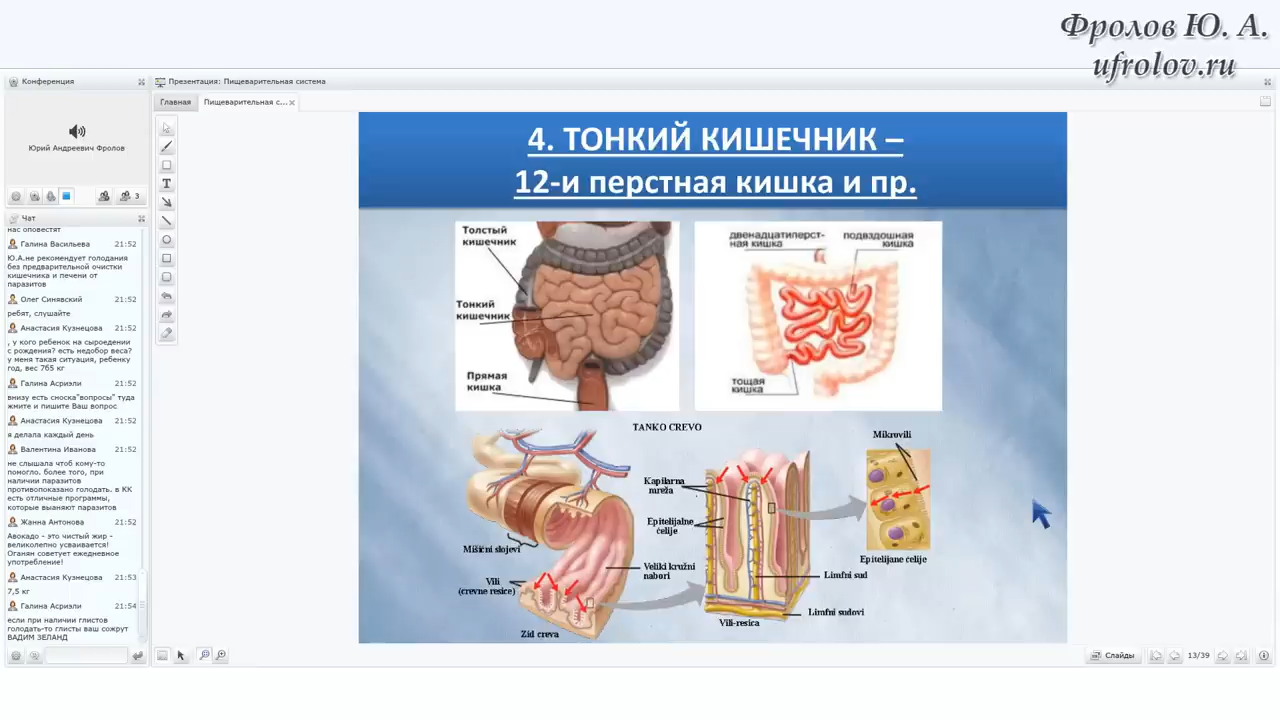 Фролов Ю. А.
ufrolov.ru
Конференция
Презентация: Пищеварительная система
Главная
Пищеварительная с...
Юрий Андреевич Фролов
3
Чат
нас оповестят
Галина Васильева 21:52
Ю.А.не рекомендует голодания
без предварительной очистки
кишечника и печени от
паразитов
Олег Синявский 21:52
ребят, слушайте
Анастасия Кузнецова 21:52
, у кого ребенок на сыроедении
с рождения? есть недобор веса?
у меня такая ситуация, ребенку
год, вес 765 кг
Галина Асриэли 21:52
внизу есть сноска"вопросы" туда
жмите и пишите Ваш вопрос
Анастасия Кузнецова 21:52
я делала каждый день
Валентина Иванова 21:52
не слышала чтоб кому-то
помогло. более того, при
наличии паразитов
противопоказано голодать. в КК
есть отличные программы,
которые выаняют паразитов
Жанна Антонова 21:52
Авокадо - это чистый жир -
великолепно усваивается!
Оганян советует ежедневное
употребление!
Анастасия Кузнецова 21:53
7,5 кг
Галина Асриэли 21:54
если при наличии глистов
голодать-то глисты ваш сожрут
ВАДИМ ЗЕЛАНД
4. ТОНКИЙ КИШЕЧНИК –
12-и перстная кишка и пр.
Толстый
кишечник
Тонкий
кишечник
Прямая
кишка
двенадцатиперст-
ная кишка
подвздошная
кишка
тощая
кишка
TANKO CREVO
Mišićni slojevi
Vili
(crevne resice)
Zid creva
Veliki kružni
nabori
Kapilarna
mreža
Epitelijalne
ćelije
Vili-resica
Limfni sud
Limfni sudovi
Mikrovili
Epitelijane ćelije
Слайды
13/39